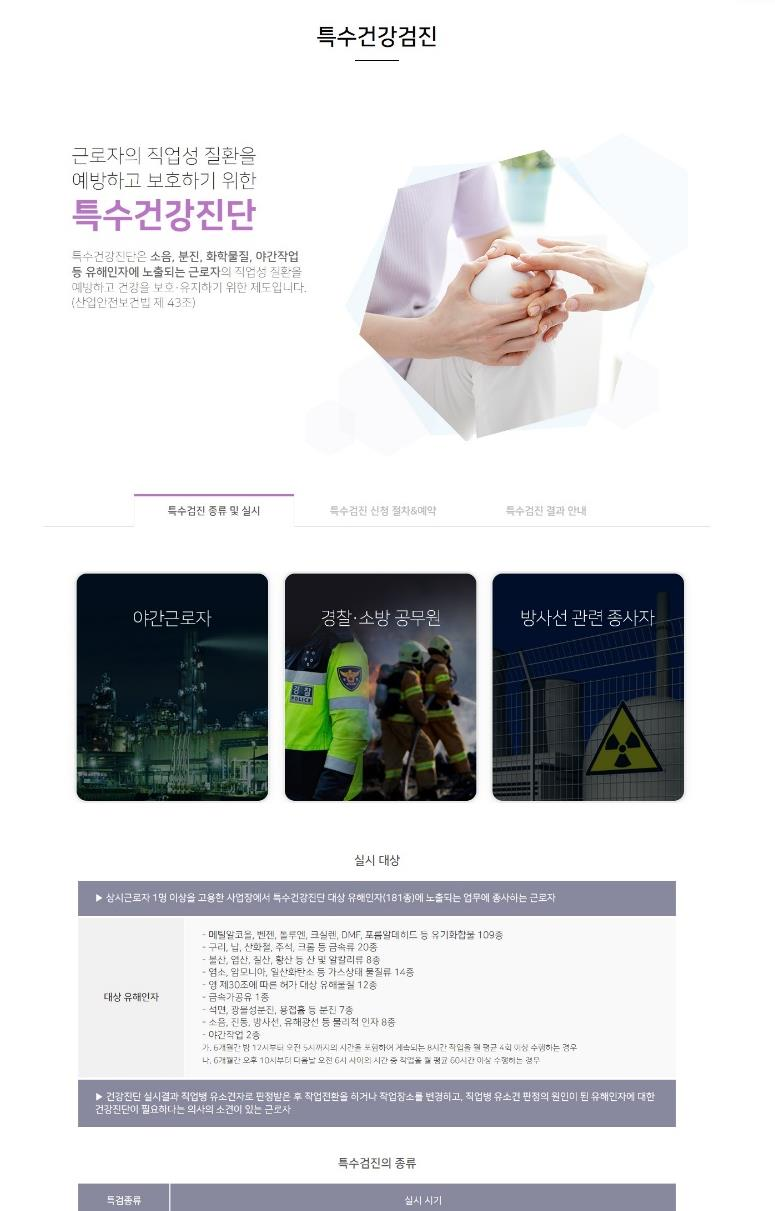 특수건강검진
근로자의 직업성 질환을
예방하고 보호하기 위한
특수건강진단
특수건강진단은 소음, 분진, 화학물질, 야간작업
등 유해인자에 노출되는 근로자의 직업성 질환을
예방하고 건강을 보호·유지하기 위한 제도입니다.
(산업안전보건법 제 43조)
특수검진 종류 및 실시
특수검진 신청 절차&예약
특수검진 결과 안내
야간근로자
경찰·소방 공무원
방사선 관련 종사자
경찰
POLICE
실시 대상
▶ 상시근로자 1명 이상을 고용한 사업장에서 특수건강진단 대상 유해인자(181종)에 노출되는 업무에 종사하는 근로자
대상 유해인자
- 메틸알코올, 벤젠, 톨루엔, 크실렌, DMF, 포름알데히드 등 유기화합물 109종
- 구리, 납, 산화철, 주석, 크롬 등 금속류 20종
- 불산, 염산, 질산, 황산 등 산 및 알칼리류 8종
- 염소, 암모니아, 일산화탄소 등 가스상태 물질류 14종
- 영 제30조에 따른 허가 대상 유해물질 12종
- 금속가공유 1종
- 석면, 광물성분진, 용접흄 등 분진 7종
- 소음, 진동, 방사선, 유해광선 등 물리적 인자 8종
- 야간작업 2종
가. 6개월간 밤 12시부터 오전 5시까지의 시간을 포함하여 계속되는 8시간 작업을 월 평균 4회 이상 수행하는 경우
나. 6개월간 오후 10시부터 다음날 오전 6시 사이의 시간 중 작업을 월 평균 60시간 이상 수행하는 경우
▶ 건강진단 실시결과 직업병 유소견자로 판정받은 후 작업전환을 하거나 작업장소를 변경하고, 직업병 유소견 판정의 원인이 된 유해인자에 대한
건강진단이 필요하다는 의사의 소견이 있는 근로자
특수검진의 종류
특검종류
실시 시기